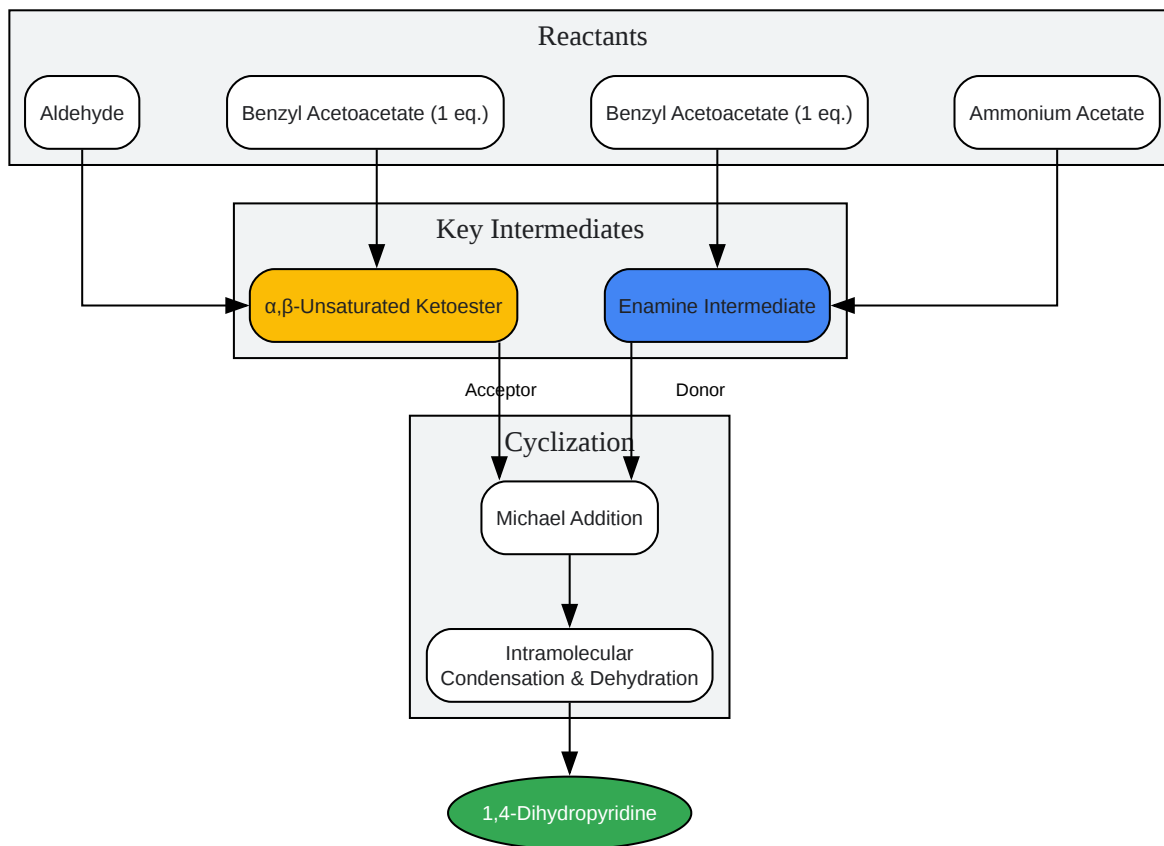 Reactants
Aldehyde
Benzyl Acetoacetate (1 eq.)
Benzyl Acetoacetate (1 eq.)
Ammonium Acetate
Key Intermediates
α,β-Unsaturated Ketoester
Enamine Intermediate
Acceptor
Donor
Cyclization
Michael Addition
Intramolecular
Condensation & Dehydration
1,4-Dihydropyridine